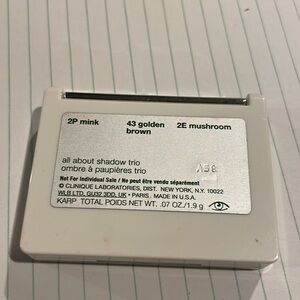 2P mink 43 golden brown 2E mushroom
all about shadow trio
ombre à paupières trio
Not For Individual Sale / Ne peut être vendu séparément
© CLINIQUE LABORATORIES, DIST. NEW YORK, N.Y. 10022
WLB LTD, GU32 3DD, UK • PARIS, MADE IN U.S.A.
KARP TOTAL POIDS NET WT. .07 OZ./1.9 g